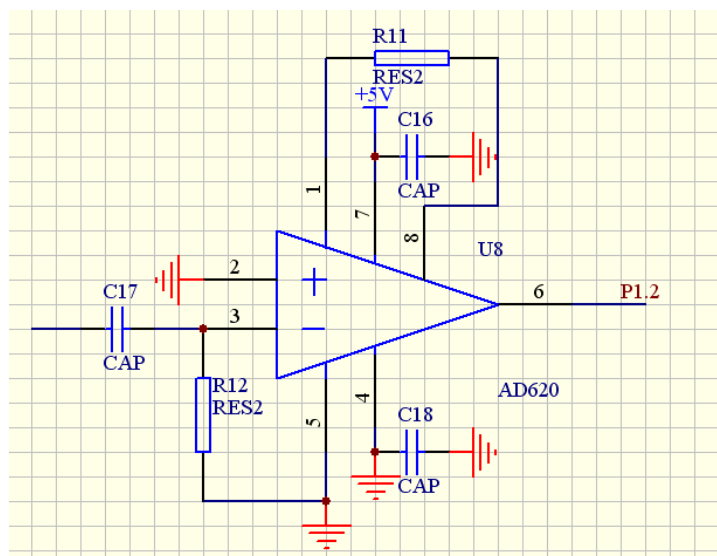 R11
RES2
+5V
C16
CAP
1
7
8
U8
2
C17
3
6
P1.2
CAP
R12
RES2
5
4
AD620
C18
CAP